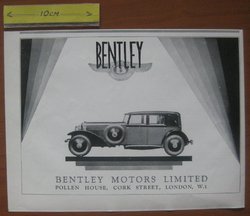 10CM
BENTLEY
BENTLEY MOTORS LIMITED
POLLEN HOUSE, CORK STREET, LONDON, W.1.